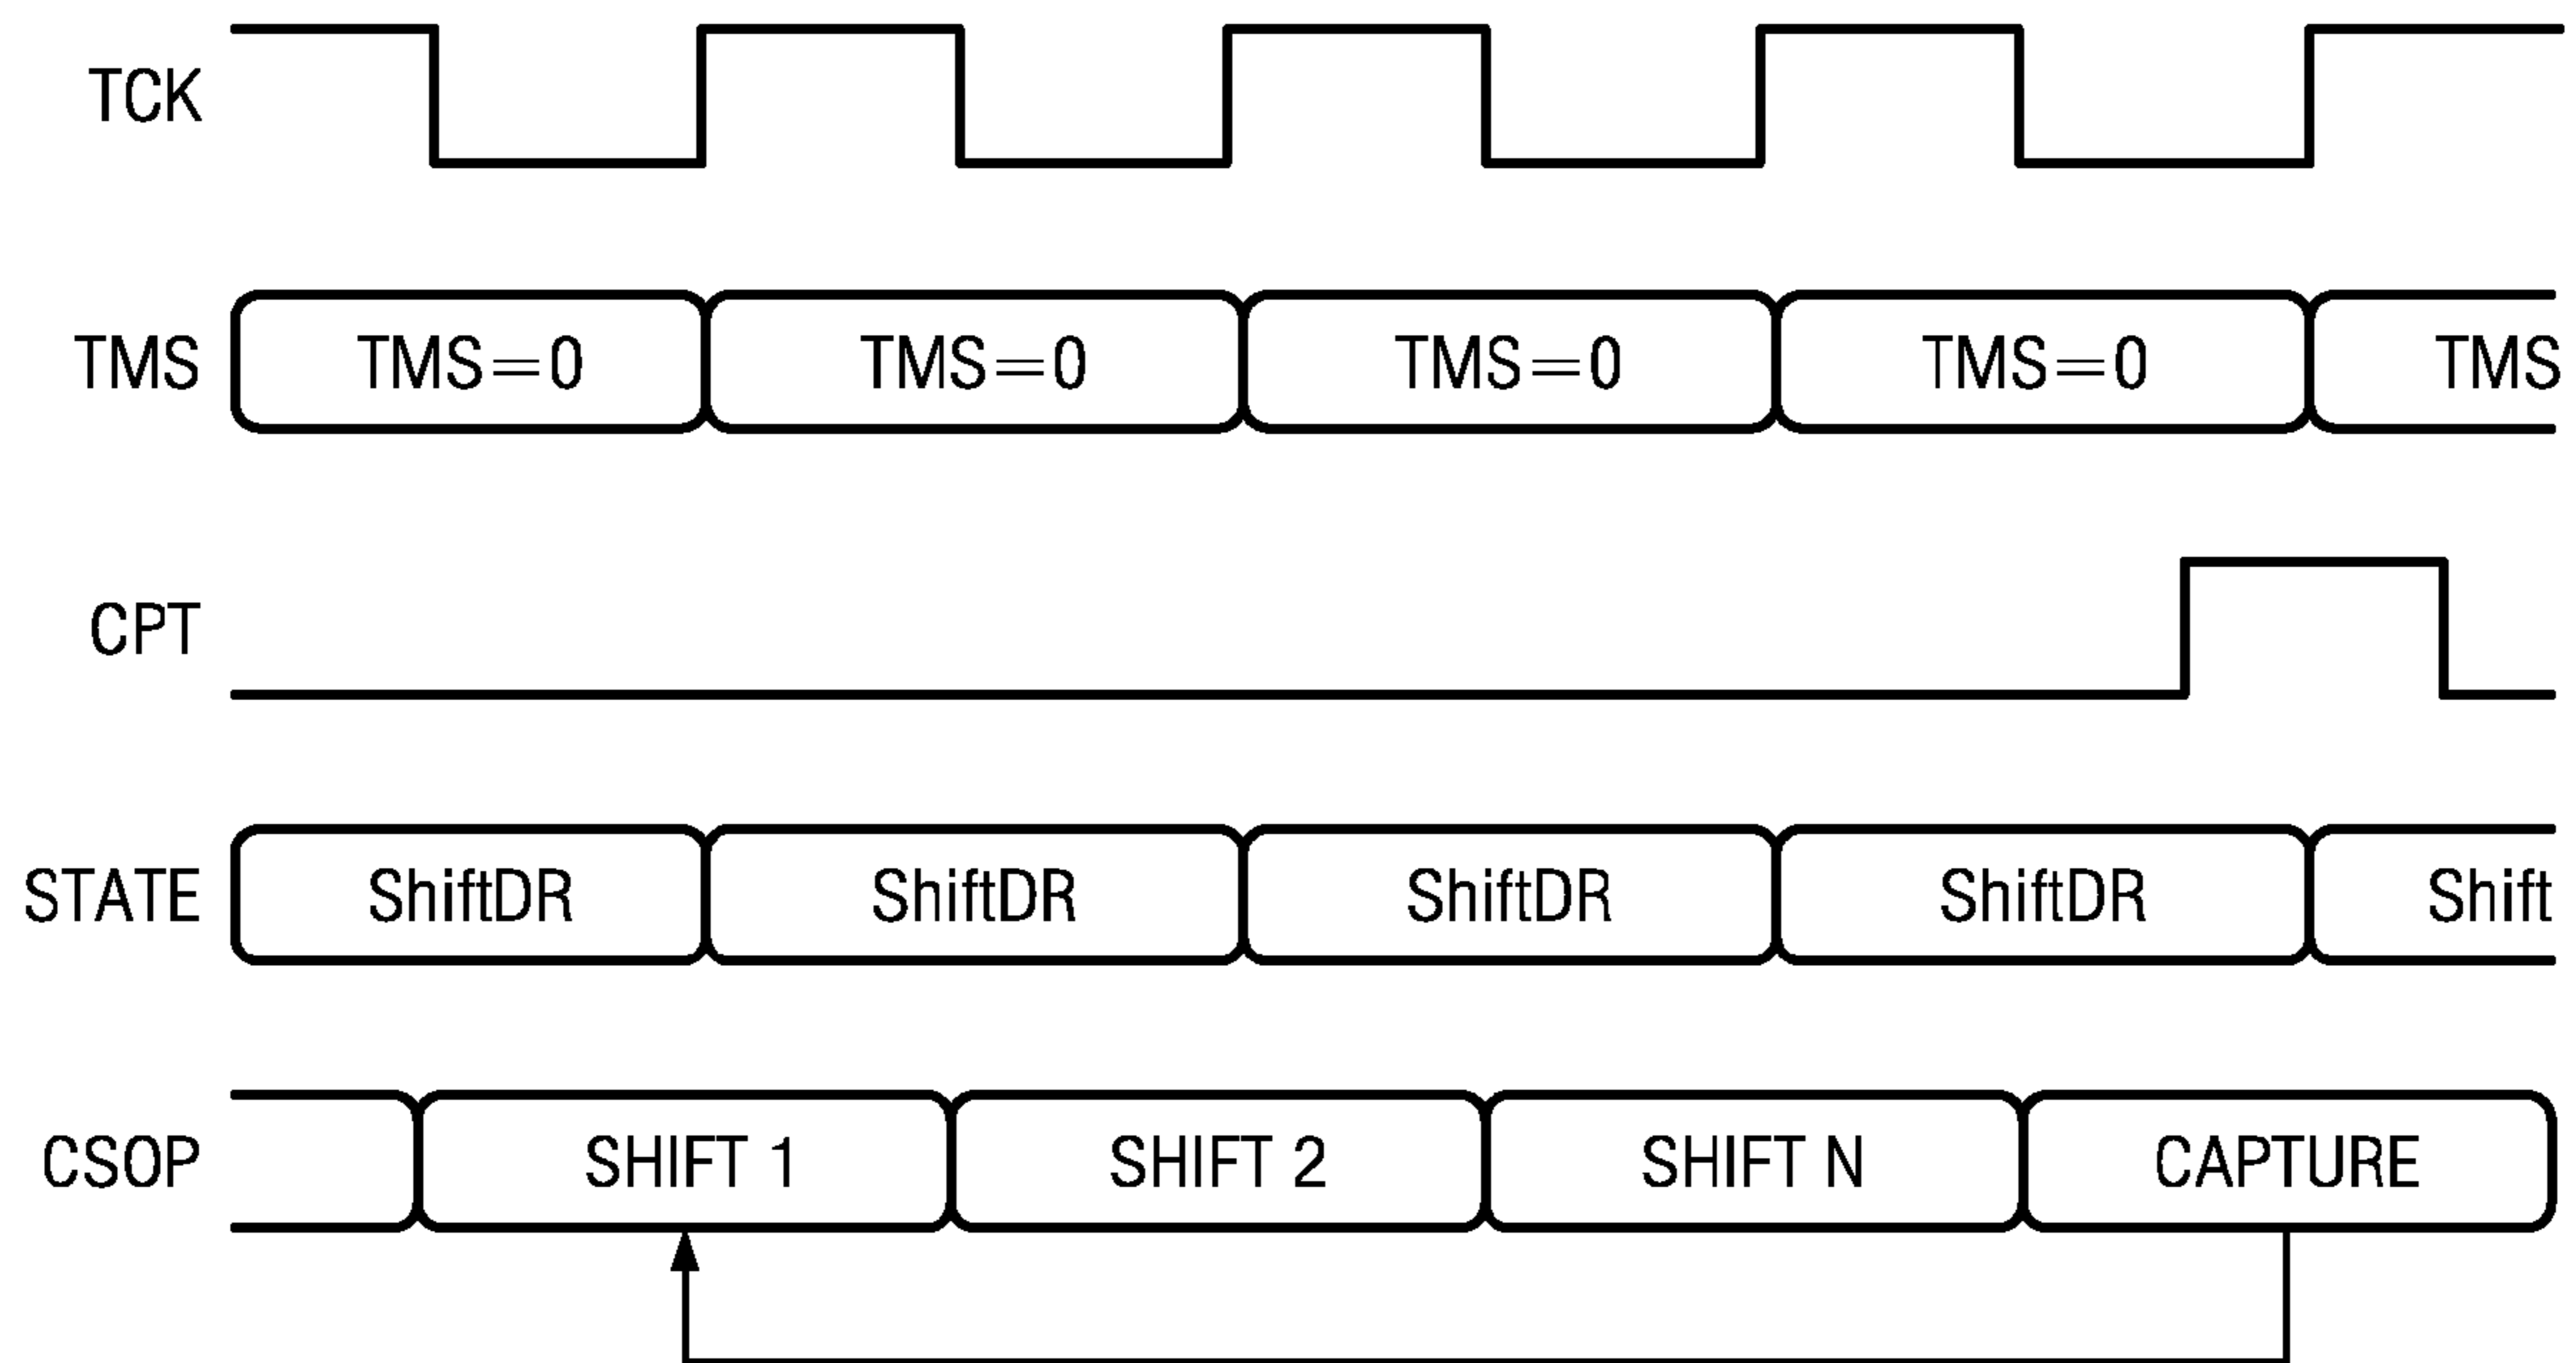 TCK
TMS TMS=0 TMS=0 TMS=0 TMS=0 TMS
CPT
STATE ShiftDR ShiftDR ShiftDR ShiftDR Shift
CSOP SHIFT 1 SHIFT 2 SHIFT N CAPTURE